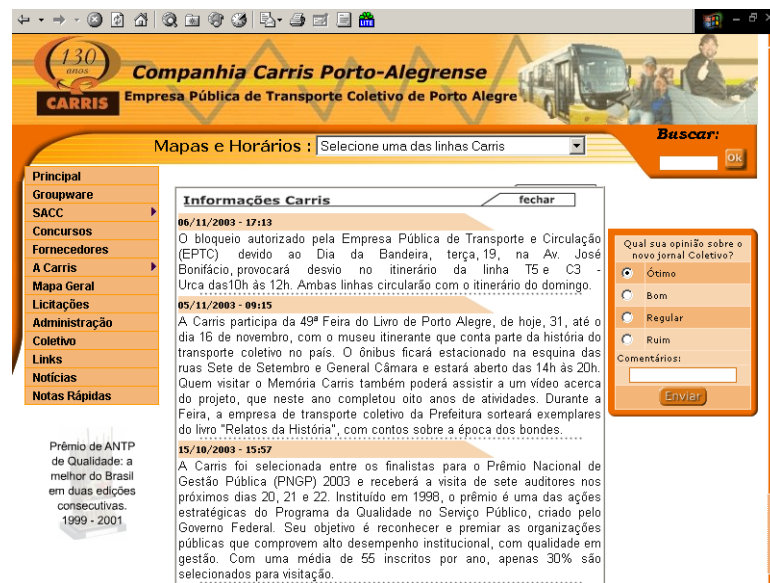 130
anos
CARRIS
Companhia Carris Porto-Alegrense
Empresa Pública de Transporte Coletivo de Porto Alegre
Mapas e Horários :
Selecione uma das linhas Carris
Buscar:
Ok
Principal
Groupware
SACC
Concursos
Fornecedores
A Carris
Mapa Geral
Licitações
Administração
Coletivo
Links
Notícias
Notas Rápidas
Prêmio de ANTP
de Qualidade: a
melhor do Brasil
em duas edições
consecutivas.
1999 - 2001
Informações Carris
fechar
06/11/2003 - 17:13
O bloqueio autorizado pela Empresa Pública de Transporte e Circulação
(EPTC) devido ao Dia da Bandeira, terça, 19, na Av. José
Bonifácio, provocará desvio no itinerário da linha T5 e C3 -
Urca das10h às 12h. Ambas linhas circularão com o itinerário do domingo.
05/11/2003 - 09:15
A Carris participa da 49ª Feira do Livro de Porto Alegre, de hoje, 31, até o
dia 16 de novembro, com o museu itinerante que conta parte da história do
transporte coletivo no país. O ônibus ficará estacionado na esquina das
ruas Sete de Setembro e General Câmara e estará aberto das 14h às 20h.
Quem visitar o Memória Carris também poderá assistir a um vídeo acerca
do projeto, que neste ano completou oito anos de atividades. Durante a
Feira, a empresa de transporte coletivo da Prefeitura sorteará exemplares
do livro "Relatos da História", com contos sobre a época dos bondes.
15/10/2003 - 15:57
A Carris foi selecionada entre os finalistas para o Prêmio Nacional de
Gestão Pública (PNGP) 2003 e receberá a visita de sete auditores nos
próximos dias 20, 21 e 22. Instituído em 1998, o prêmio é uma das ações
estratégicas do Programa da Qualidade no Serviço Público, criado pelo
Governo Federal. Seu objetivo é reconhecer e premiar as organizações
públicas que comprovem alto desempenho institucional, com qualidade em
gestão. Com uma média de 55 inscritos por ano, apenas 30% são
selecionados para visitação.
Qual sua opinião sobre o
novo jornal Coletivo?
Ótimo
Bom
Regular
Ruim
Comentários:
Enviar